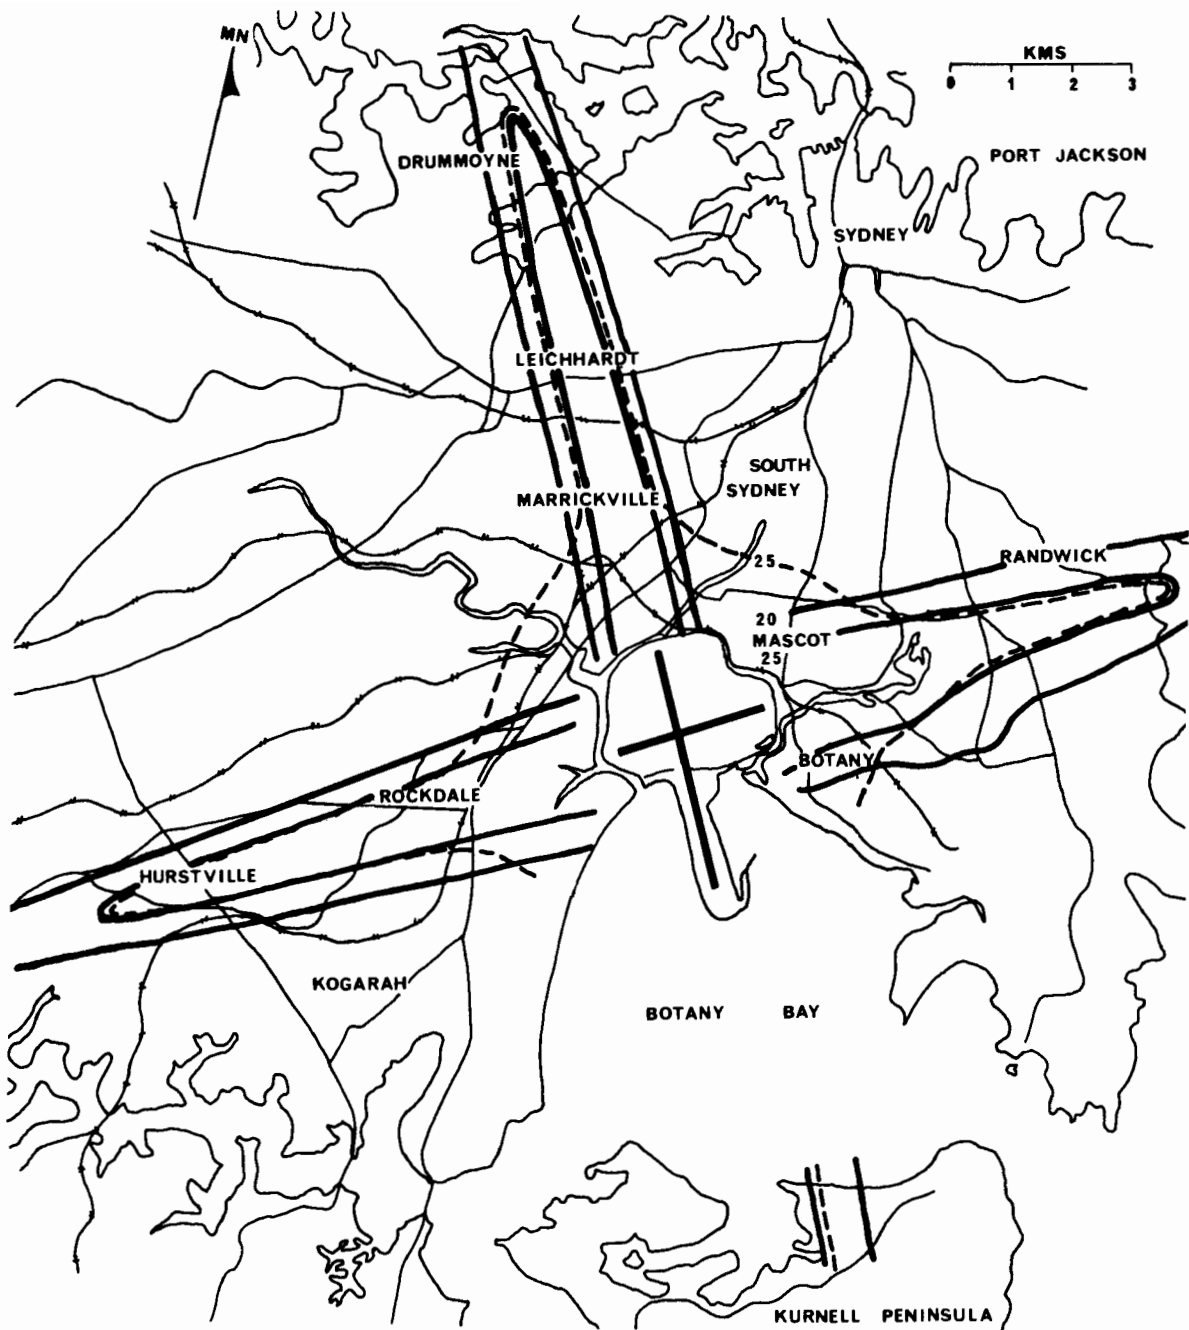 MN
KMS
0 1 2 3
DRUMMOYNE
PORT JACKSON
SYDNEY
LEICHHARDT
SOUTH
SYDNEY
MARRICKVILLE
25
RANDWICK
20
MASCOT
25
BOTANY
ROCKDALE
HURSTVILLE
KOGARAH
BOTANY BAY
KURNELL PENINSULA